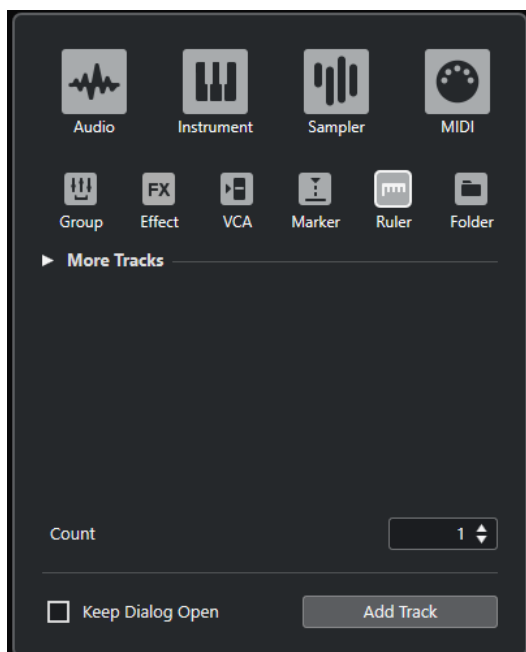 Audio Instrument Sampler MIDI
FX
Group Effect VCA Marker Ruler Folder
More Tracks
Count 1
Keep Dialog Open Add Track